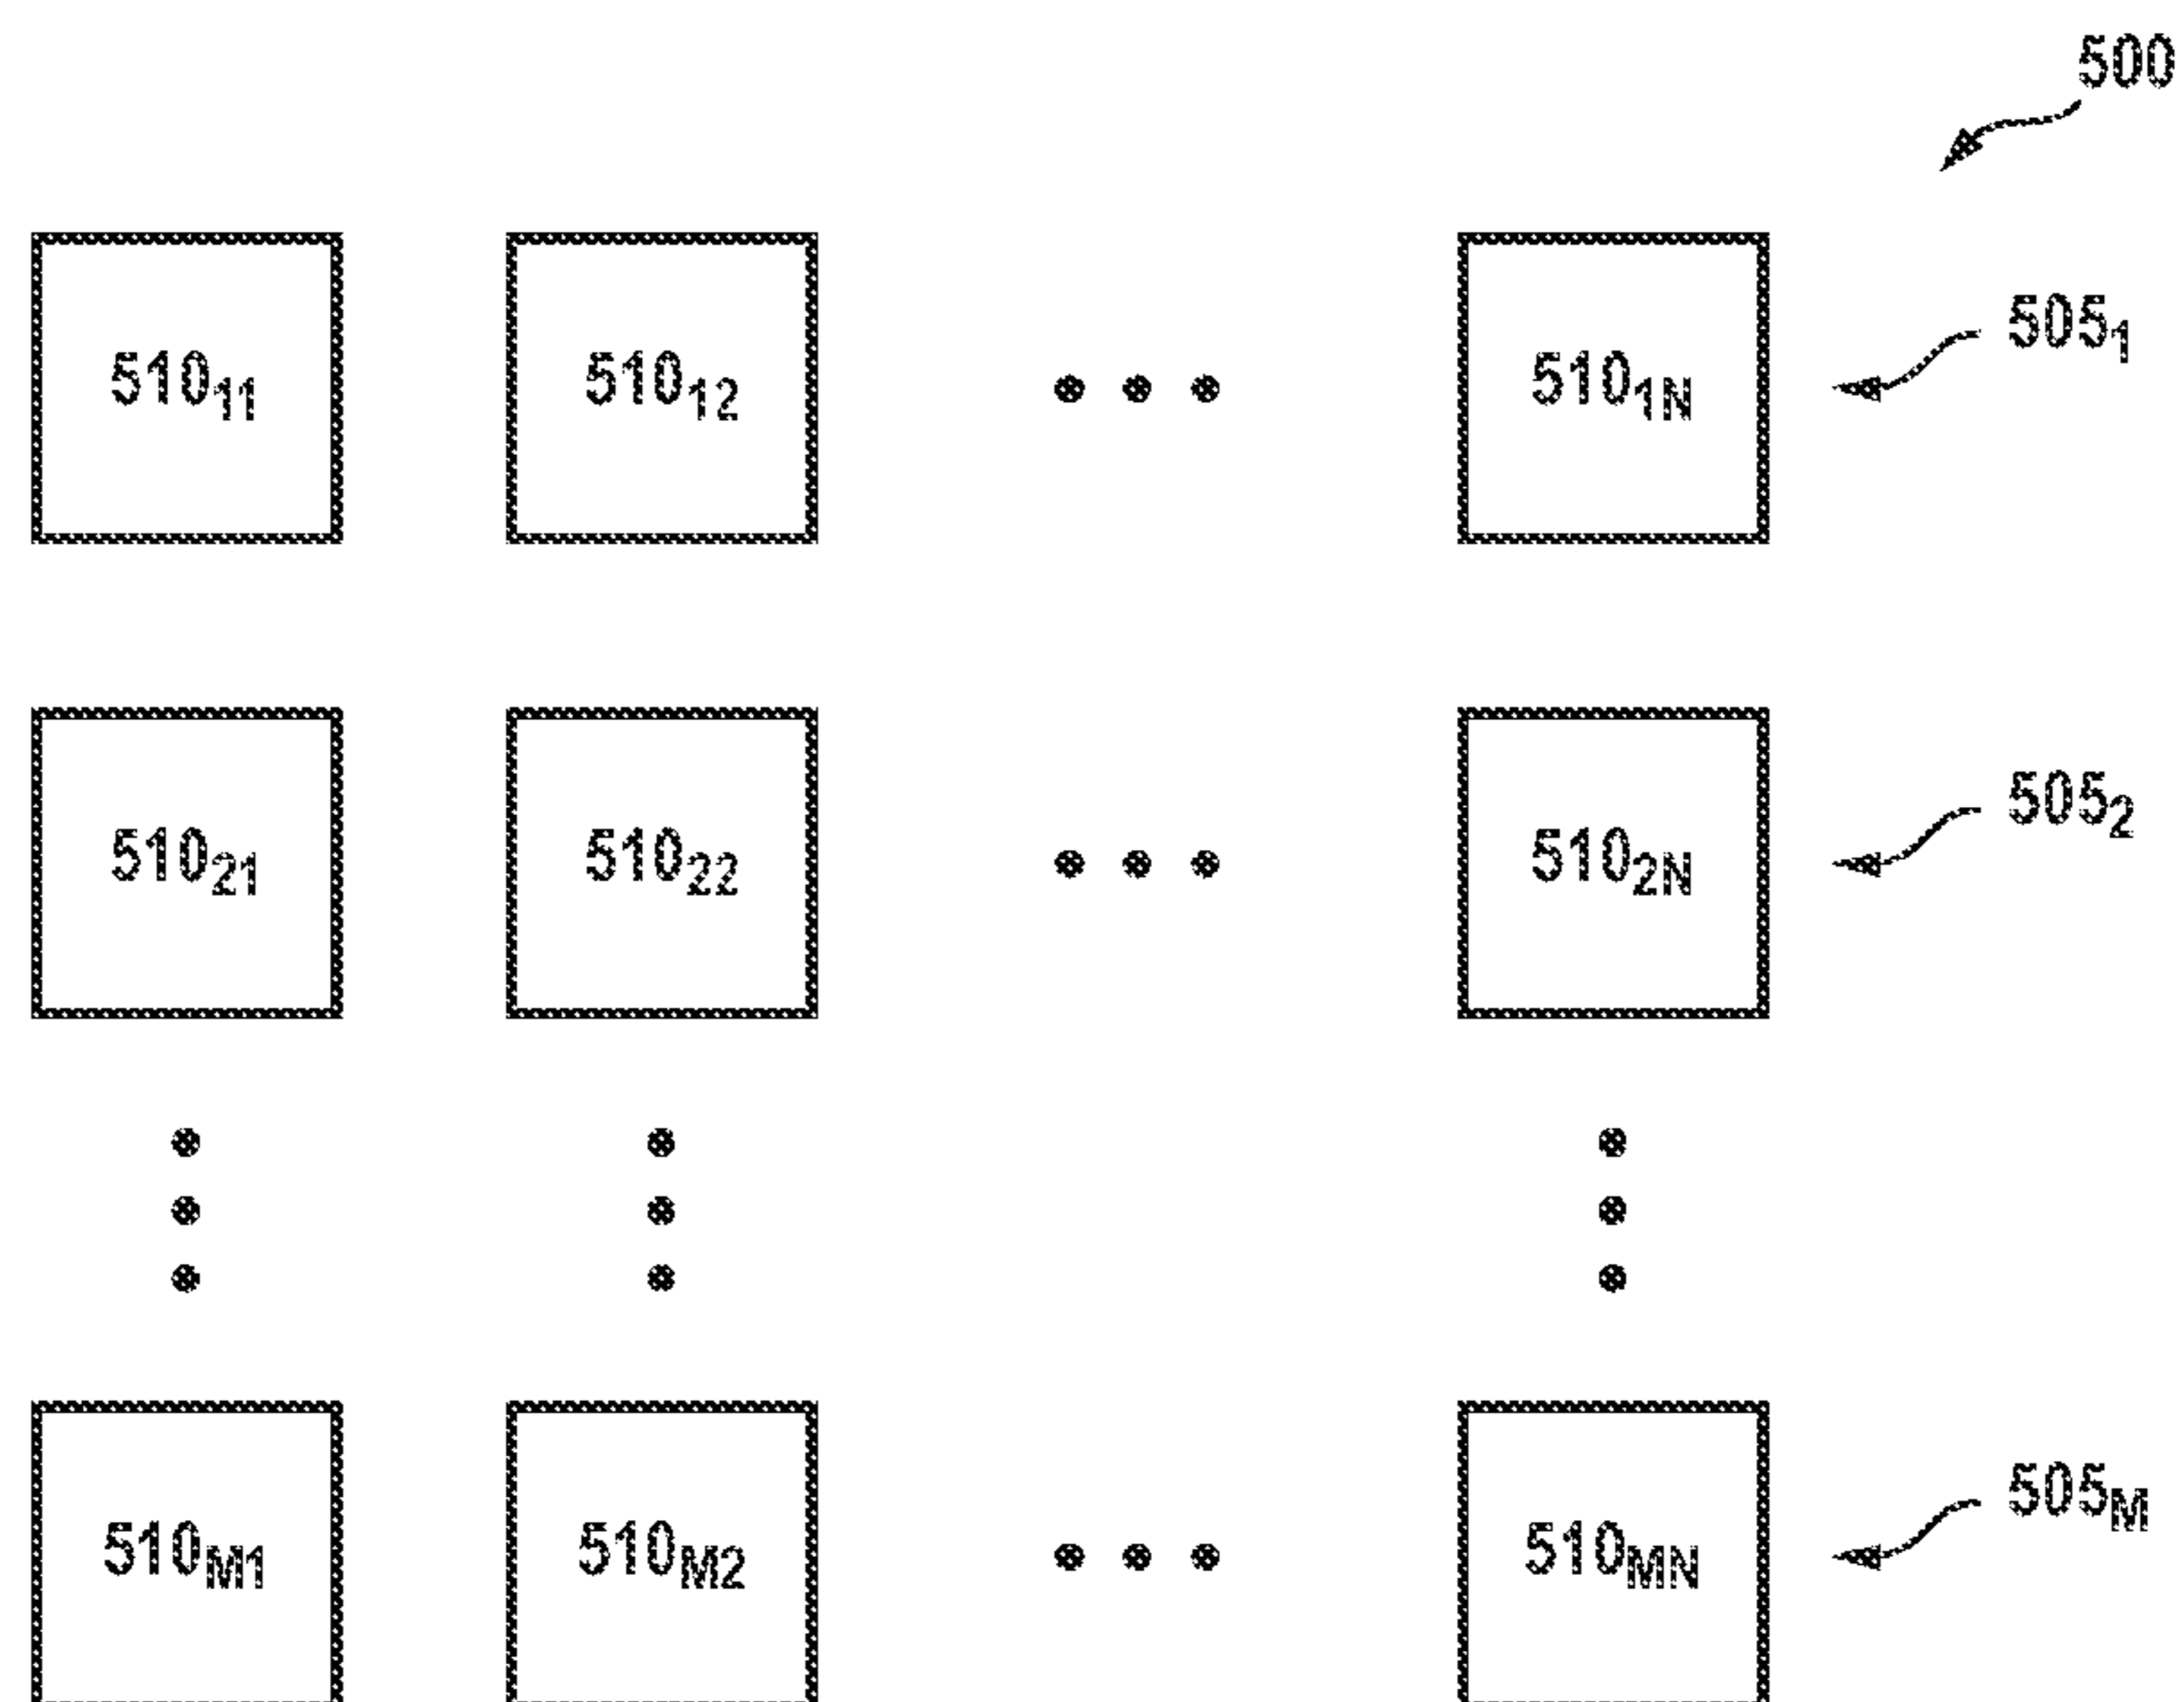 500
510₁₁ 510₁₂ • • • 510₁N 505₁
510₂₁ 510₂₂ • • • 510₂N 505₂
510M1 510M2 • • • 510MN 505M